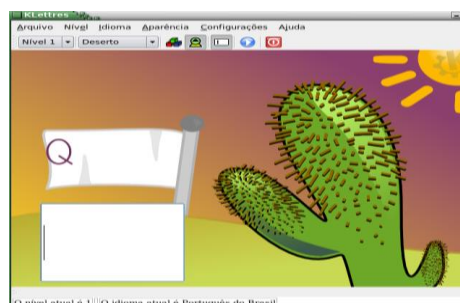 KLettres
Arquivo Nível Idioma Aparência Configurações Ajuda
Nível 1 Deserto
Q
O nível atual é 1 O idioma atual é Português do Brasil